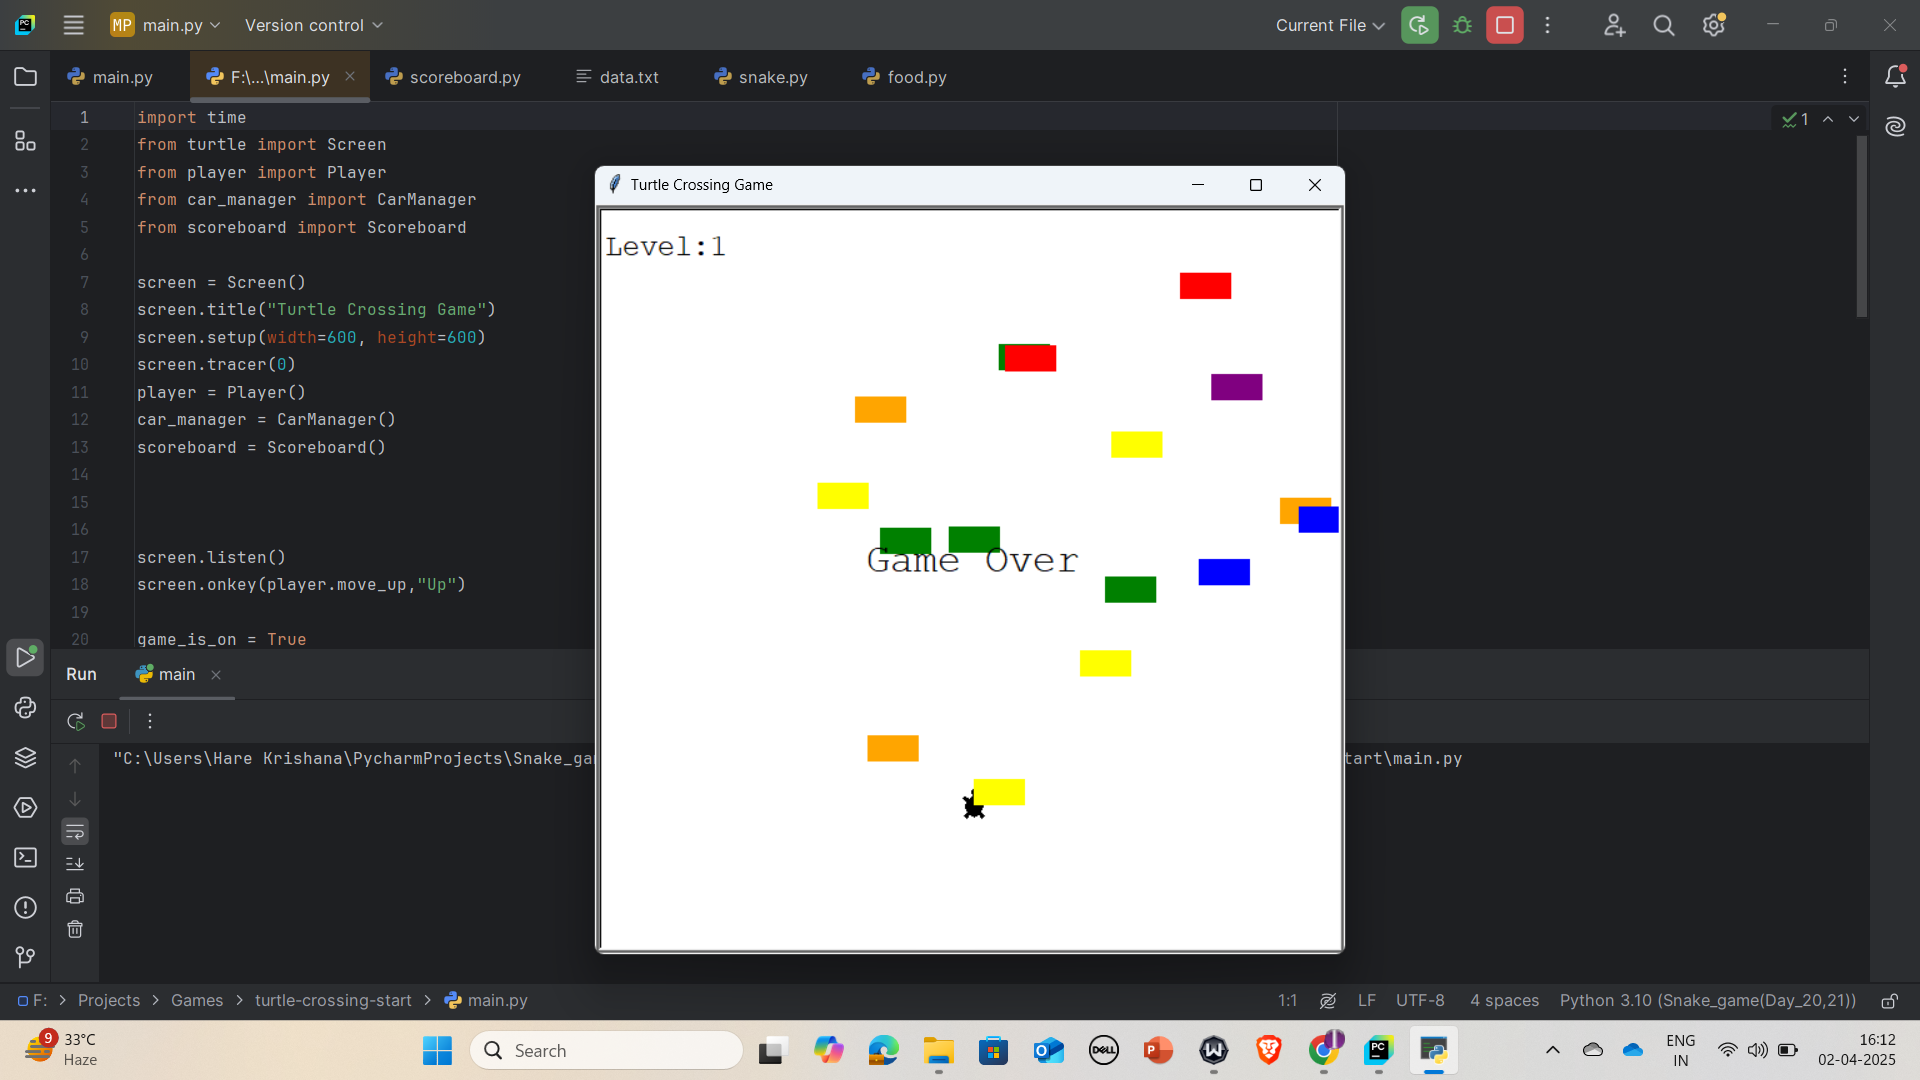 MP main.py Version control Current File
main.py F:\...\main.py scoreboard.py data.txt snake.py food.py
1 import time
2 from turtle import Screen
3 from player import Player
4 from car_manager import CarManager
5 from scoreboard import Scoreboard
6
7 screen = Screen()
8 screen.title("Turtle Crossing Game")
9 screen.setup(width=600, height=600)
10 screen.tracer(0)
11 player = Player()
12 car_manager = CarManager()
13 scoreboard = Scoreboard()
14
15
16
17 screen.listen()
18 screen.onkey(player.move_up,"Up")
19
20 game_is_on = True
1
Turtle Crossing Game
Level:1
Game Over
Run main
"C:\Users\Hare Krishana\PycharmProjects\Snake_ga
tart\main.py
F: > Projects > Games > turtle-crossing-start > main.py 1:1 LF UTF-8 4 spaces Python 3.10 (Snake_game(Day_20,21))
9 33°C
Haze
Search
DELL
ENG
IN
16:12
02-04-2025